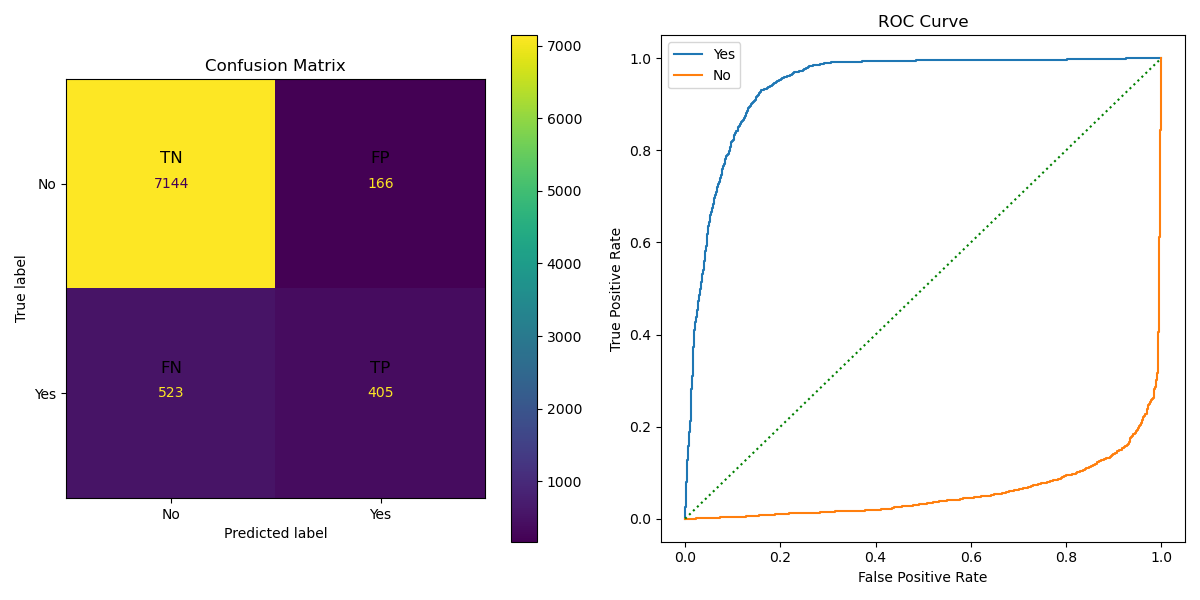 Confusion Matrix
TN
7144
FP
166
FN
523
TP
405
No
Yes
True label
No
Yes
Predicted label
7000
6000
5000
4000
3000
2000
1000
ROC Curve
Yes
No
1.0
0.8
0.6
0.4
0.2
0.0
True Positive Rate
0.0
0.2
0.4
0.6
0.8
1.0
False Positive Rate